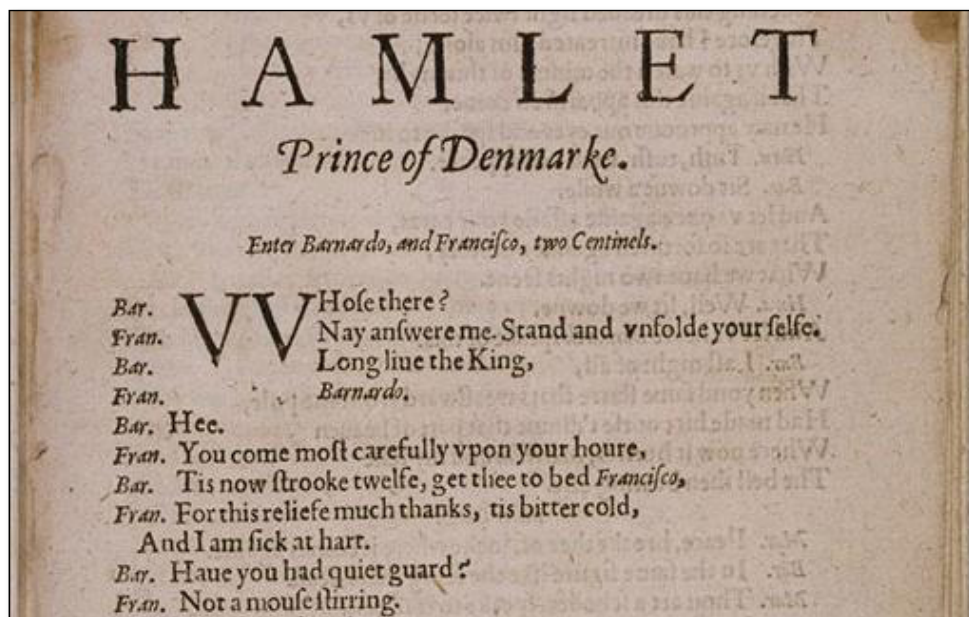 HAMLET
Prince of Denmarke.
Enter Barnardo, and Franciſco, two Centinels.
Bar. VVHoſe there?
Fran. Nay anſwere me. Stand and vnfolde your ſelfe.
Bar. Long liue the King,
Fran. Barnardo.
Bar. Hee.
Fran. You come moſt carefully vpon your houre,
Bar. Tis now ſtrooke twelfe, get thee to bed Franciſco,
Fran. For this reliefe much thanks, tis bitter cold,
And I am ſick at hart.
Bar. Haue you had quiet guard?
Fran. Not a mouſe ſtirring.